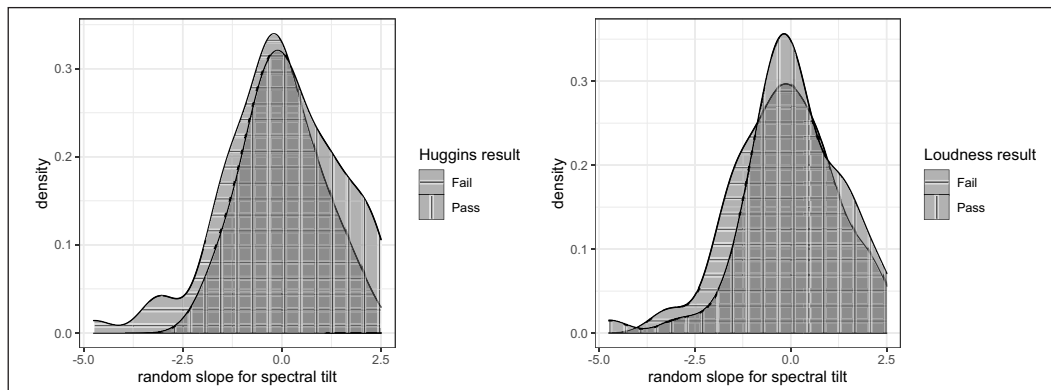 0.3
0.2
0.1
0.0
density
-5.0
-2.5
0.0
2.5
random slope for spectral tilt
Huggins result
Fail
Pass
0.3
0.2
0.1
0.0
density
-5.0
-2.5
0.0
2.5
random slope for spectral tilt
Loudness result
Fail
Pass